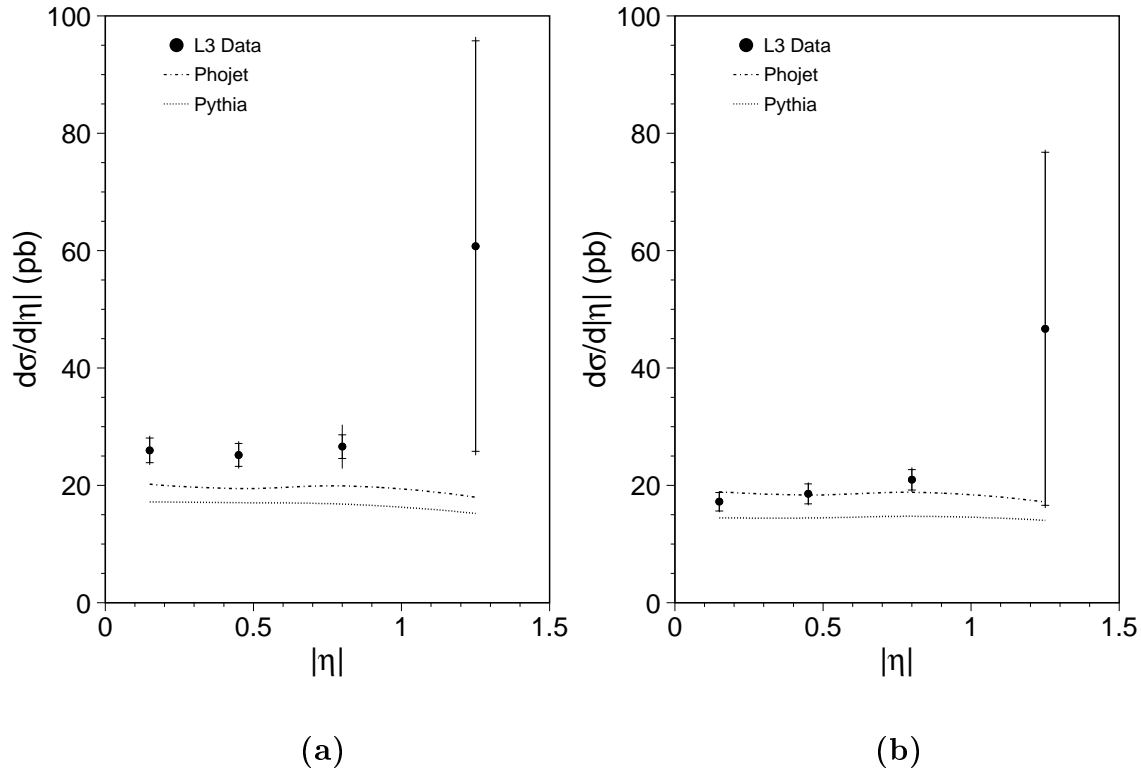 dσ/d|η| (pb)
100
80
60
40
20
0
L3 Data
Phojet
Pythia
0
0.5
1
1.5
|η|
(a)
dσ/d|η| (pb)
100
80
60
40
20
0
L3 Data
Phojet
Pythia
0
0.5
1
1.5
|η|
(b)